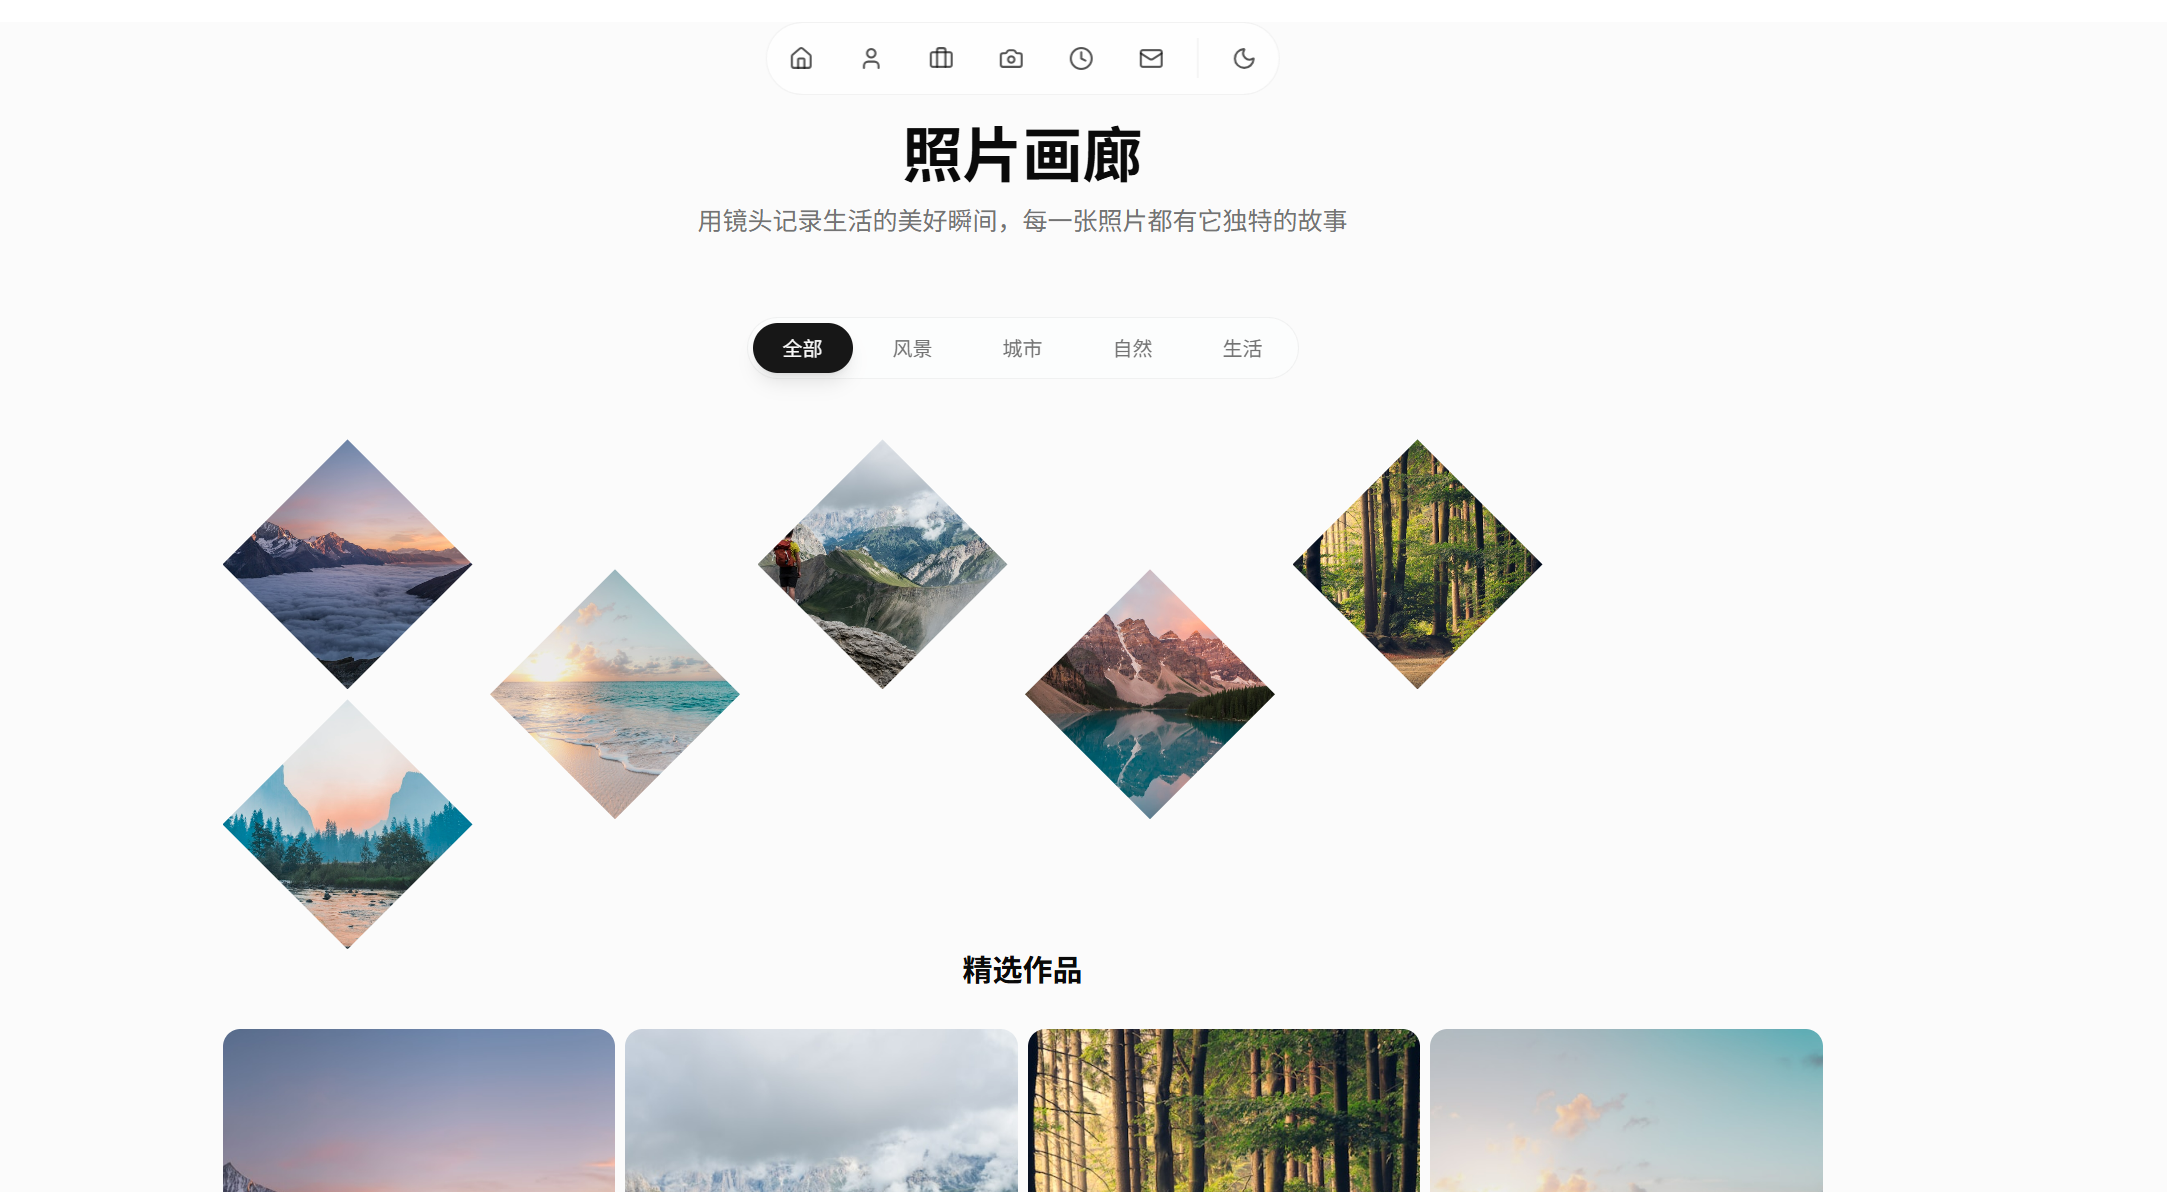 照片画廊
用镜头记录生活的美好瞬间，每一张照片都有它独特的故事
全部
风景
城市
自然
生活
精选作品